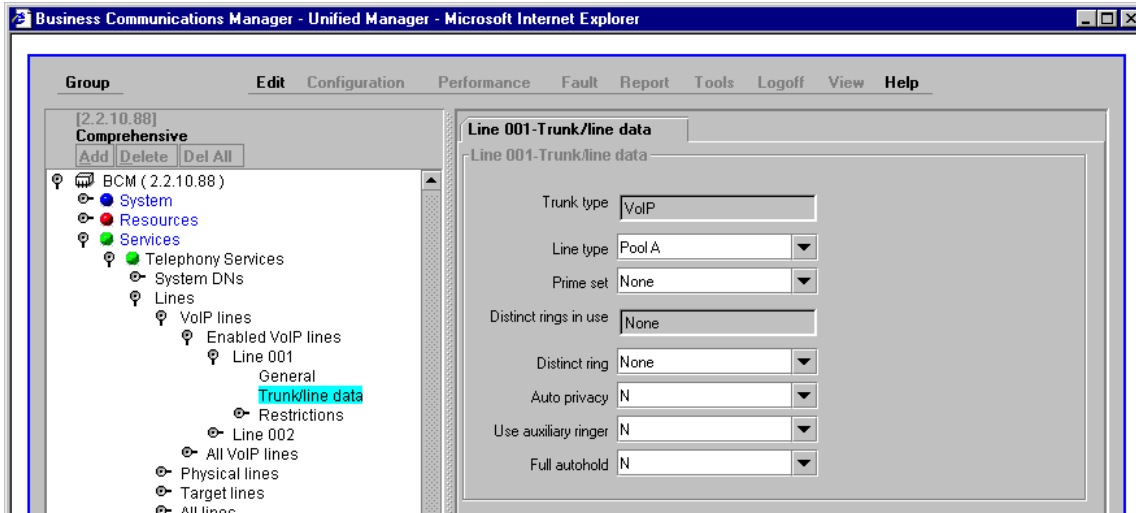 Business Communications Manager - Unified Manager - Microsoft Internet Explorer
Group Edit Configuration Performance Fault Report Tools Logoff View Help
[2.2.10.88]
Comprehensive
Add Delete Del All
BCM ( 2.2.10.88 )
System
Resources
Services
Telephony Services
System DNs
Lines
VoIP lines
Enabled VoIP lines
Line 001
General
Trunk/line data
Restrictions
Line 002
All VoIP lines
Physical lines
Target lines
All lines
Line 001-Trunk/line data
Line 001-Trunk/line data
Trunk type VoIP
Line type Pool A
Prime set None
Distinct rings in use None
Distinct ring None
Auto privacy N
Use auxiliary ringer N
Full autohold N